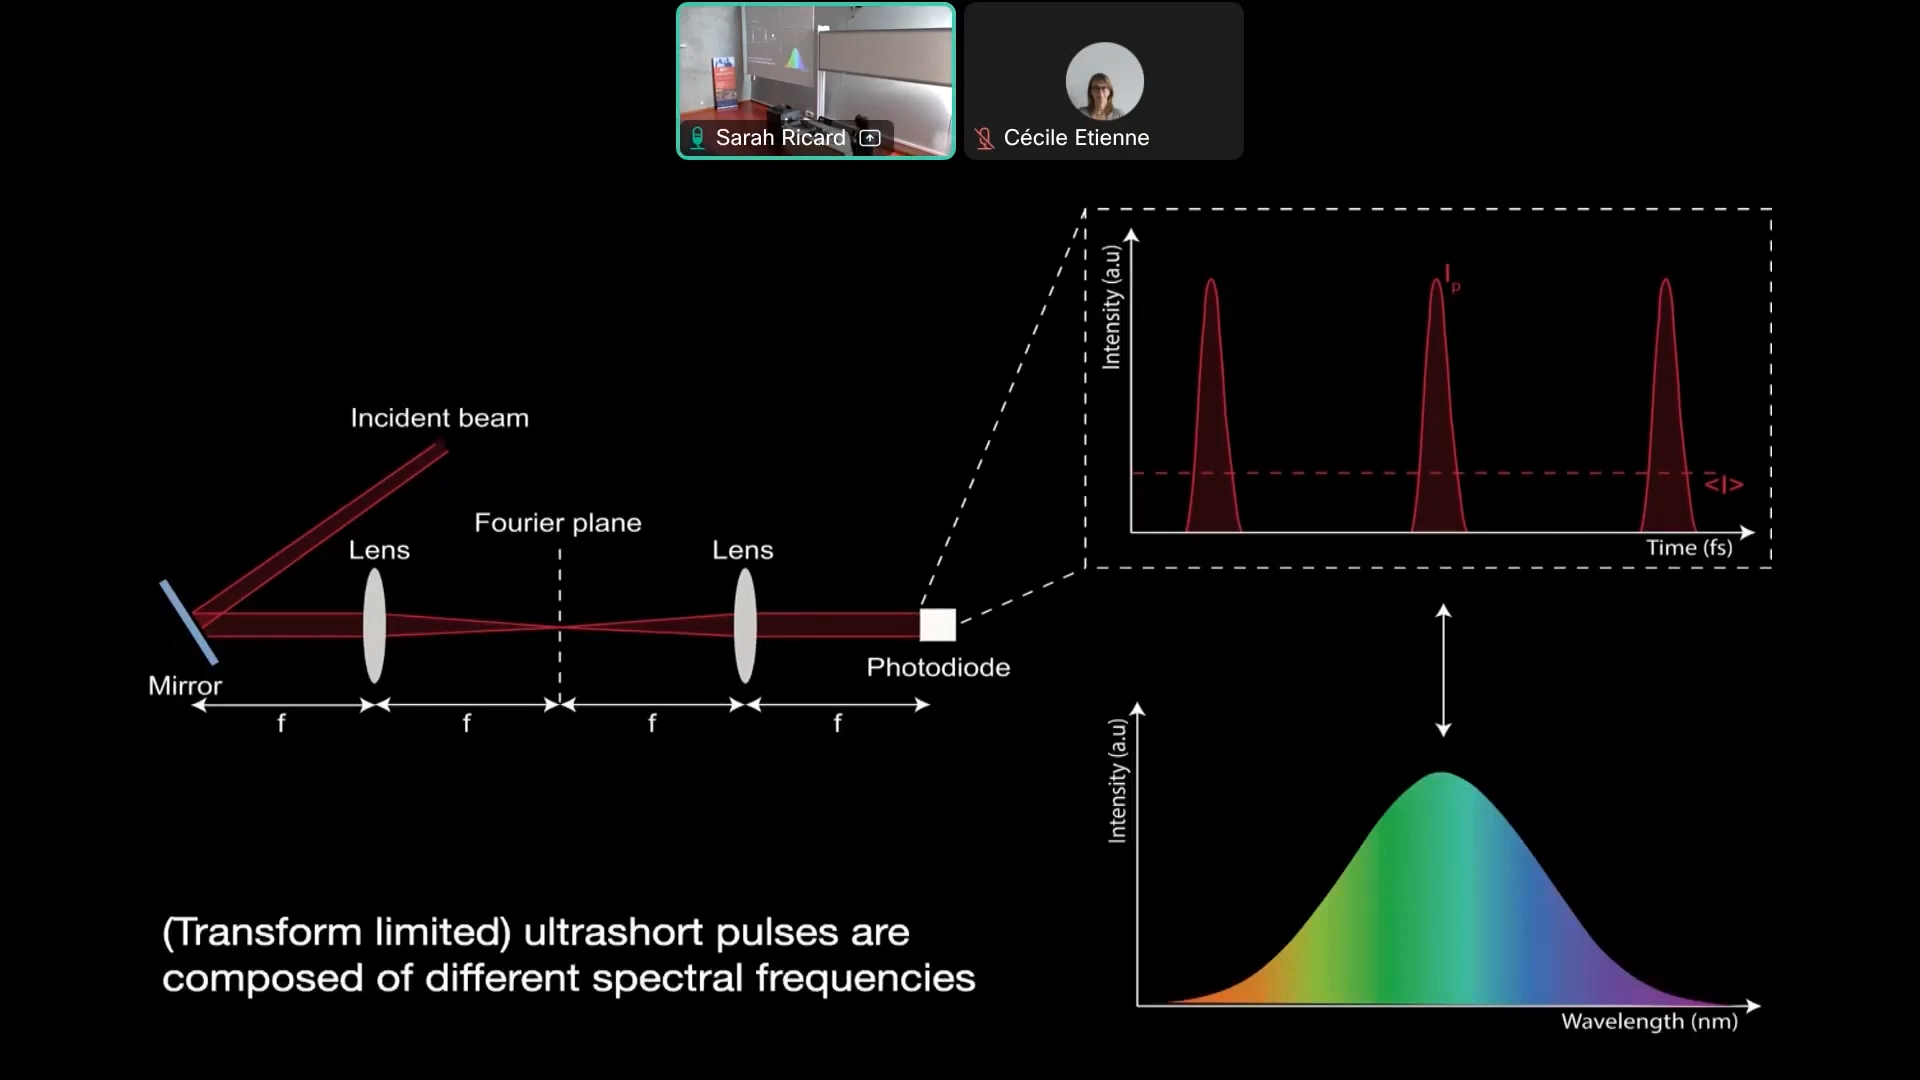 Sarah Ricard
Cécile Etienne
Incident beam
Fourier plane
Lens
Lens
Mirror
Photodiode
f
f
f
f
(Transform limited) ultrashort pulses are
composed of different spectral frequencies
Intensity (a.u)
Ip
<I>
Time (fs)
Intensity (a.u)
Wavelength (nm)